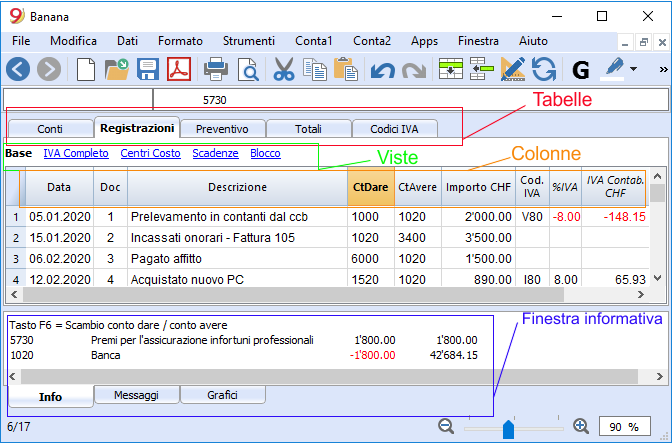 9 Banana
File Modifica Dati Formato Strumenti Conta1 Conta2 Apps Finestra Aiuto
G
5730
Tabelle
Conti Registrazioni Preventivo Totali Codici IVA
Base IVA Completo Centri Costo Scadenze Blocco
Viste
Colonne
Data Doc Descrizione CtDare CtAvere Importo CHF Cod. IVA %IVA IVA Contab. CHF
1 05.01.2020 1 Prelevamento in contanti dal ccb 1000 1020 2'000.00 V80 -8.00 -148.15
2 15.01.2020 2 Incassati onorari - Fattura 105 1020 3400 3'500.00
3 06.02.2020 3 Pagato affitto 6000 1020 1'500.00
4 12.02.2020 4 Acquistato nuovo PC 1520 1020 890.00 I80 8.00 65.93
Finestra informativa
Tasto F6 = Scambio conto dare / conto avere
5730 Premi per l'assicurazione infortuni professionali 1'800.00 1'800.00
1020 Banca -1'800.00 42'684.15
Info Messaggi Grafici
6/17
90 %